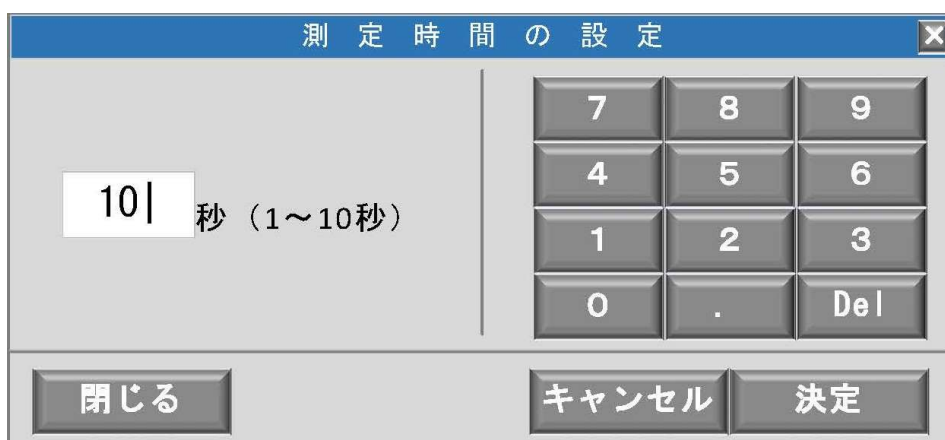 測定時間の設定
7 8 9
4 5 6
10 秒（1～10秒）
1 2 3
0 . Del
閉じる キャンセル 決定